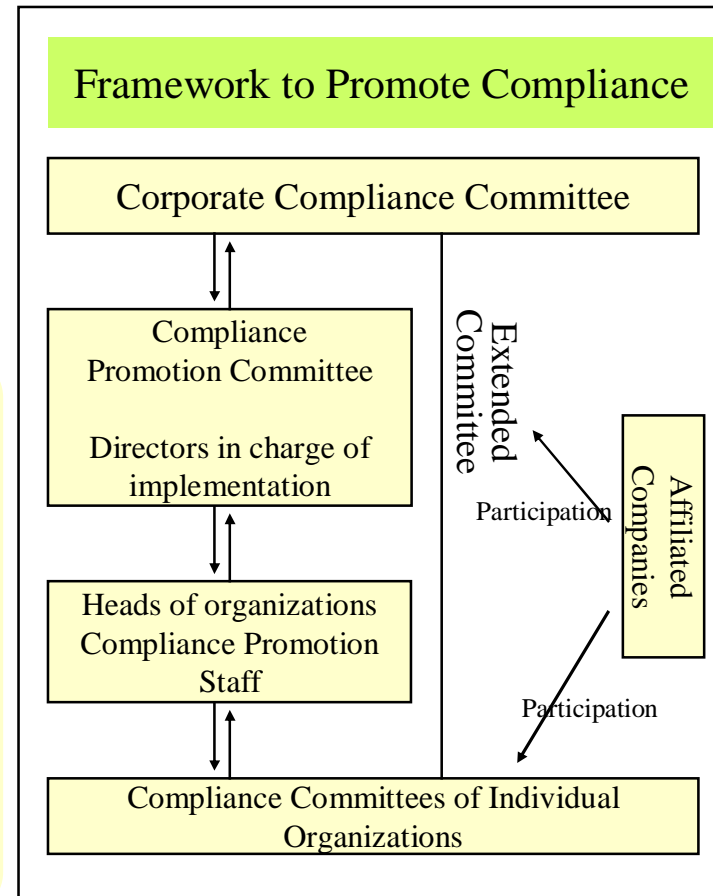 Framework to Promote Compliance
Corporate Compliance Committee
Compliance
Promotion Committee
Directors in charge of
implementation
Extended
Committee
Participation
Affiliated
Companies
Heads of organizations
Compliance Promotion
Staff
Participation
Compliance Committees of Individual
Organizations